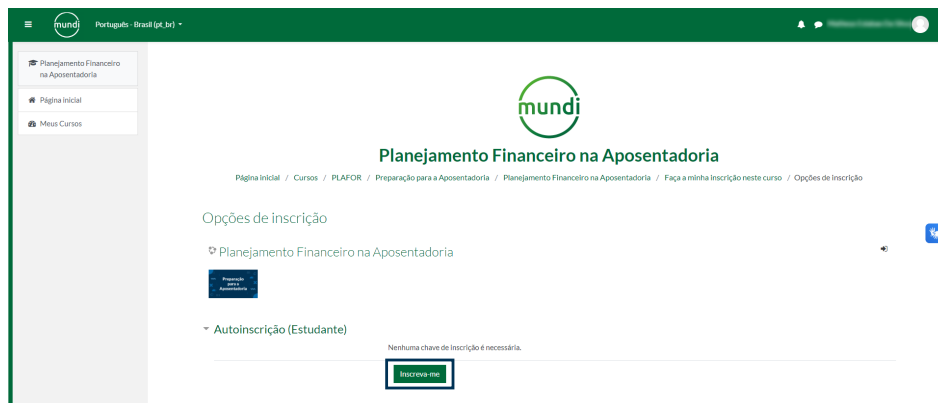 mundi
Português - Brasil (pt_br)
Planejamento Financeiro
na Aposentadoria
Página inicial
Meus Cursos
mundi
Planejamento Financeiro na Aposentadoria
Página inicial / Cursos / PLAFOR / Preparação para a Aposentadoria / Planejamento Financeiro na Aposentadoria / Faça a minha inscrição neste curso / Opções de inscrição
Opções de inscrição
Planejamento Financeiro na Aposentadoria
Preparação
para a
Aposentadoria
Autoinscrição (Estudante)
Nenhuma chave de inscrição é necessária.
Inscreva-me